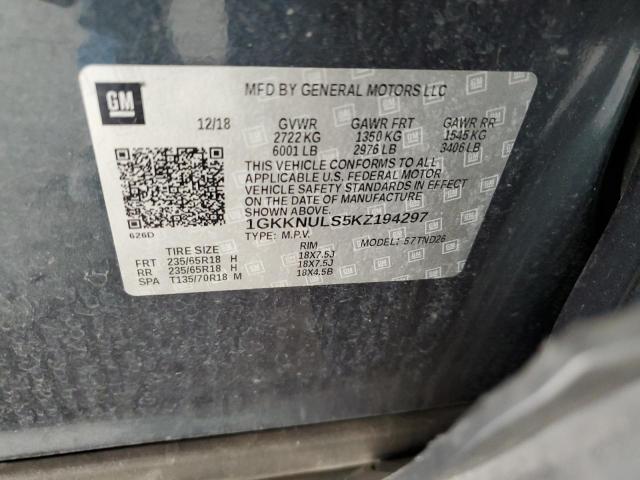 GM
MFD BY GENERAL MOTORS LLC
12/18 GVWR GAWR FRT GAWR RR
2722 KG 1350 KG 1545 KG
6001 LB 2976 LB 3406 LB
THIS VEHICLE CONFORMS TO ALL
APPLICABLE U.S. FEDERAL MOTOR
VEHICLE SAFETY STANDARDS IN EFFECT
ON THE DATE OF MANUFACTURE
SHOWN ABOVE.
1GKKNULS5KZ194297
626D
TYPE: M.P.V. MODEL: 57TND26
TIRE SIZE RIM
FRT 235/65R18 H 18X7.5J
RR 235/65R18 H 18X7.5J
SPA T135/70R18 M 18X4.5B